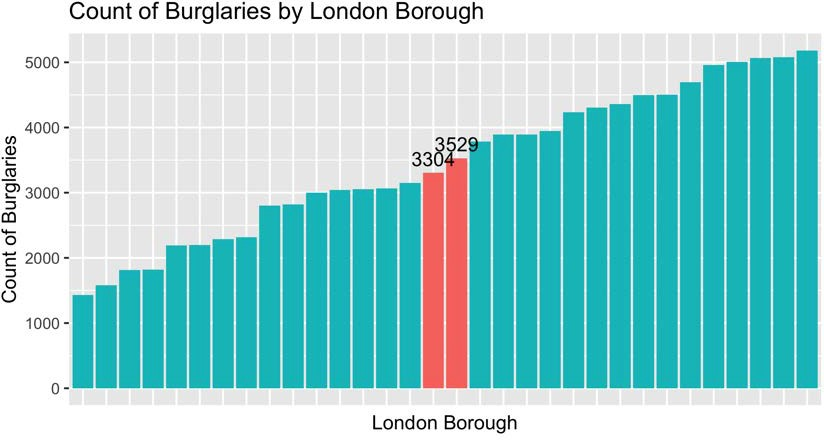 Count of Burglaries by London Borough
Count of Burglaries
5000
4000
3000
2000
1000
0
3529
3304
London Borough